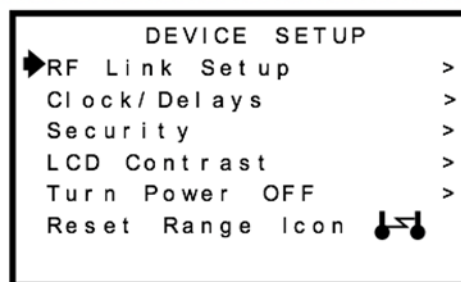 DEVICE SETUP
RF Link Setup >
Clock/Delays >
Security >
LCD Contrast >
Turn Power OFF >
Reset Range Icon